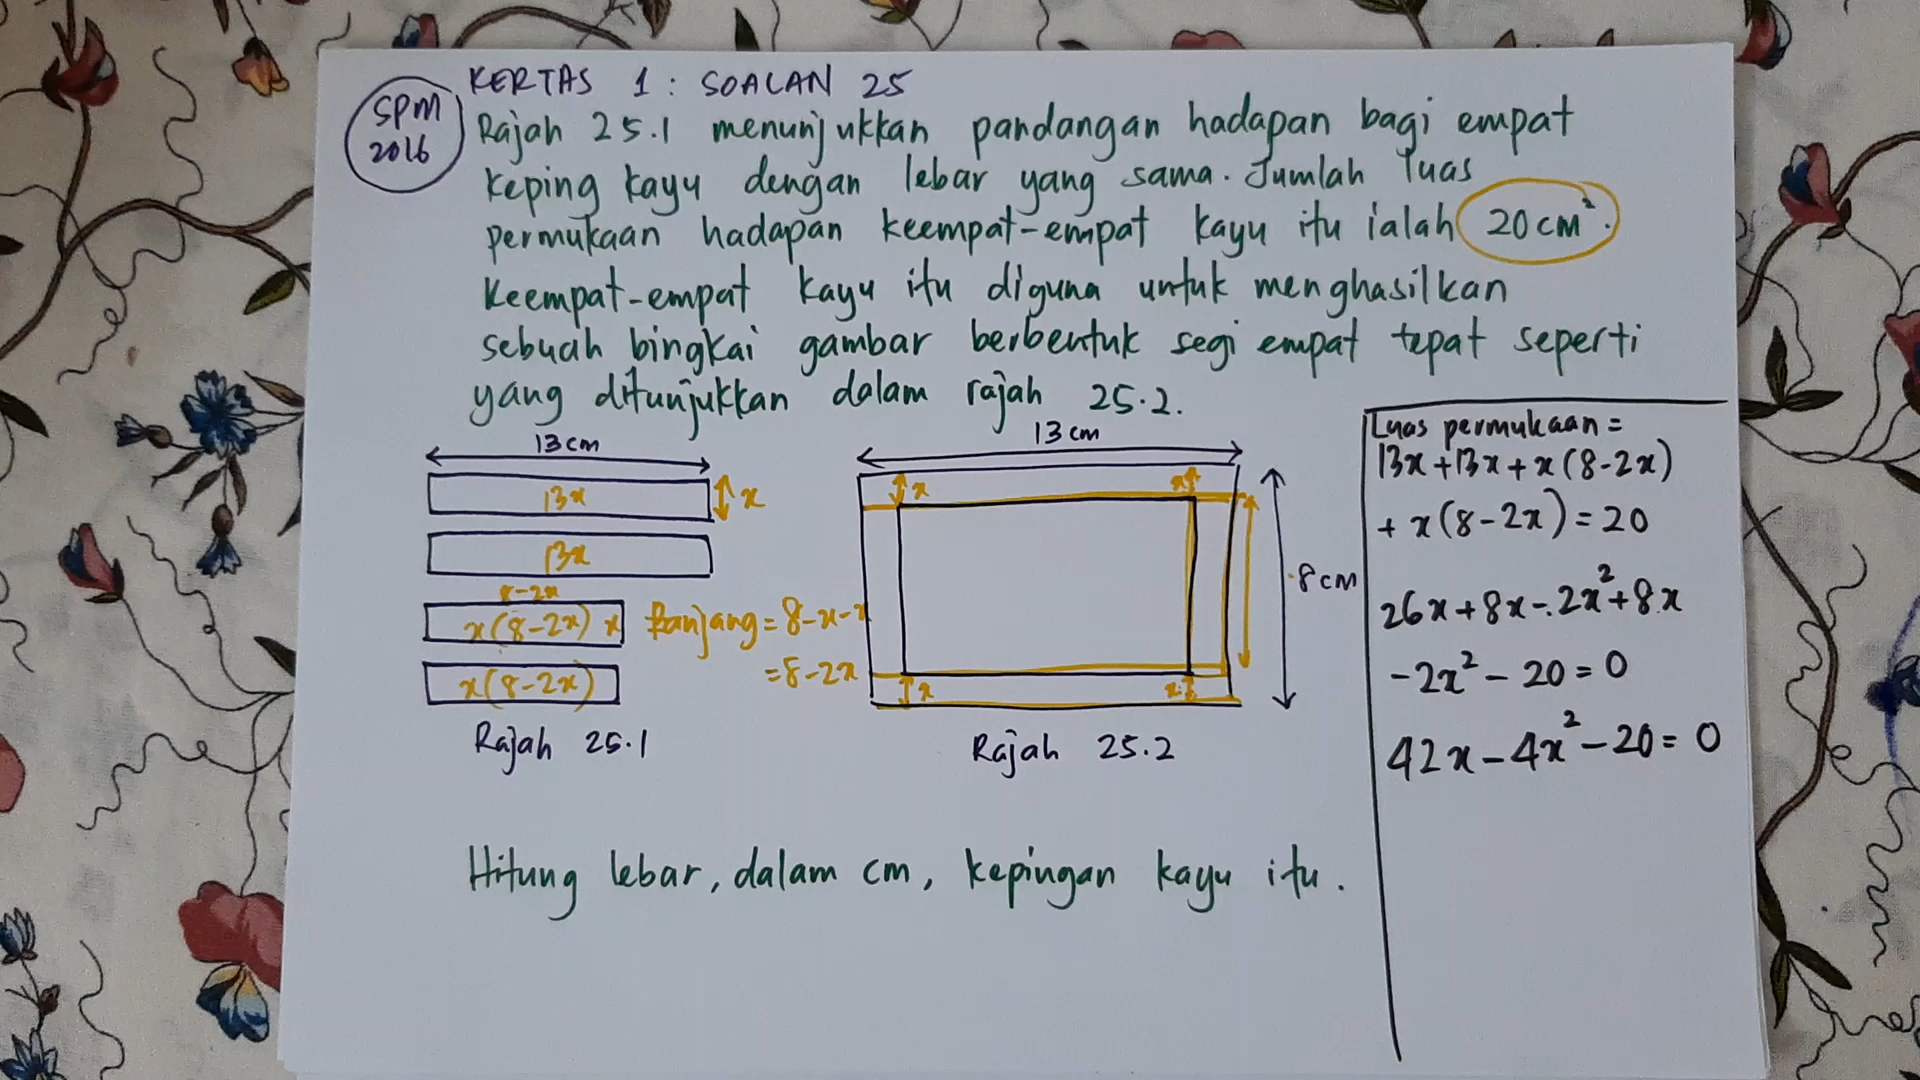 SPM
2016
KERTAS 1 : SOALAN 25
Rajah 25.1 menunjukkan pandangan hadapan bagi empat
keping kayu dengan lebar yang sama. Jumlah luas
permukaan hadapan keempat-empat kayu itu ialah 20 cm².
Keempat-empat kayu itu diguna untuk menghasilkan
sebuah bingkai gambar berbentuk segi empat tepat seperti
yang ditunjukkan dalam rajah 25.2.
13 cm
13x
x
13x
8-2x
x(8-2x) x
x(8-2x)
Rajah 25.1
Panjang = 8-x-x
= 8-2x
13 cm
x
x
8 cm
x
x
Rajah 25.2
Luas permukaan =
13x+13x+x(8-2x)
+ x(8-2x) = 20
26x+8x-2x²+8x
-2x² - 20 = 0
42x-4x²-20 = 0
Hitung lebar, dalam cm, kepingan kayu itu.